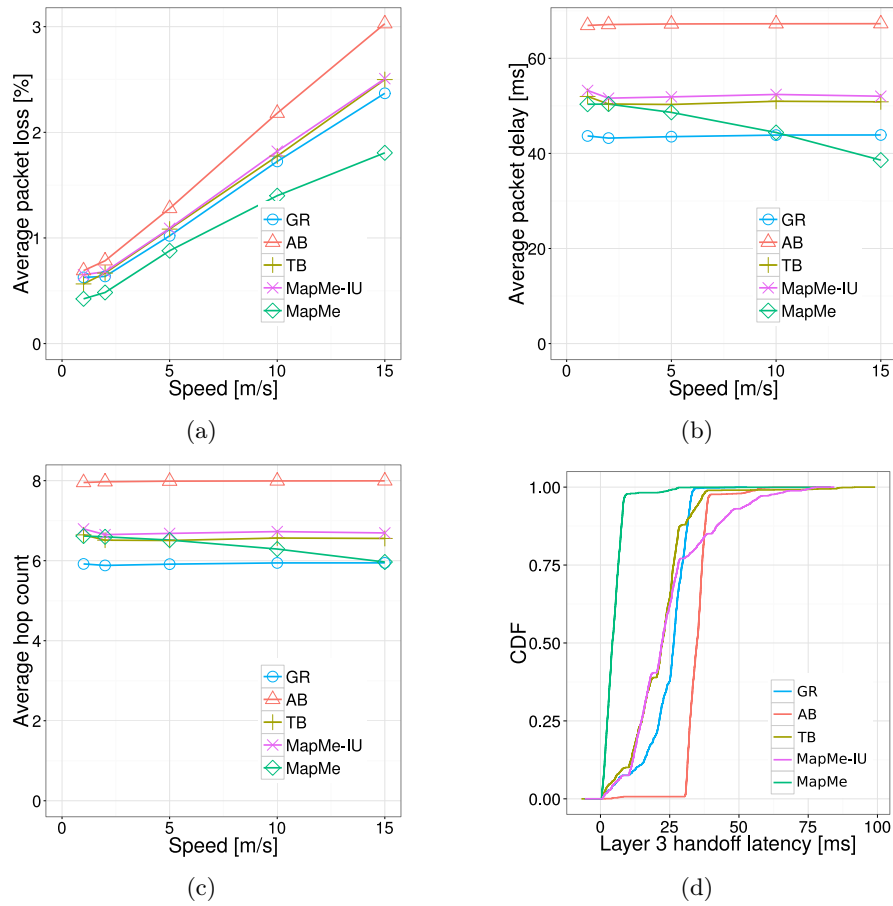 Average packet loss [%]
3
2
1
0
GR
AB
TB
MapMe-IU
MapMe
0 5 10 15
Speed [m/s]
(a)
Average packet delay [ms]
60
40
20
0
GR
AB
TB
MapMe-IU
MapMe
0 5 10 15
Speed [m/s]
(b)
Average hop count
8
6
4
2
0
GR
AB
TB
MapMe-IU
MapMe
0 5 10 15
Speed [m/s]
(c)
CDF
1.00
0.75
0.50
0.25
0.00
GR
AB
TB
MapMe-IU
MapMe
0 25 50 75 100
Layer 3 handoff latency [ms]
(d)